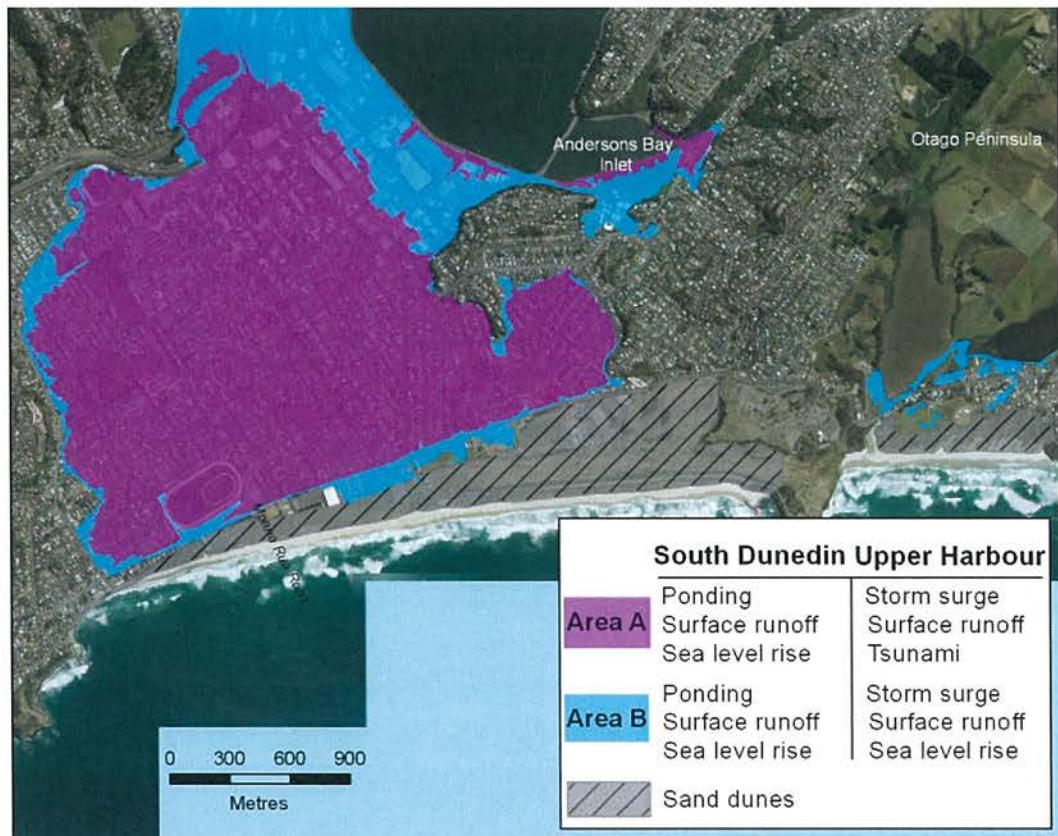 Andersons Bay
Inlet
Otago Péninsula
South Dunedin Upper Harbour
Area A
Ponding
Surface runoff
Sea level rise
Storm surge
Surface runoff
Tsunami
Area B
Ponding
Surface runoff
Sea level rise
Storm surge
Surface runoff
Sea level rise
Sand dunes
0 300 600 900
Metres